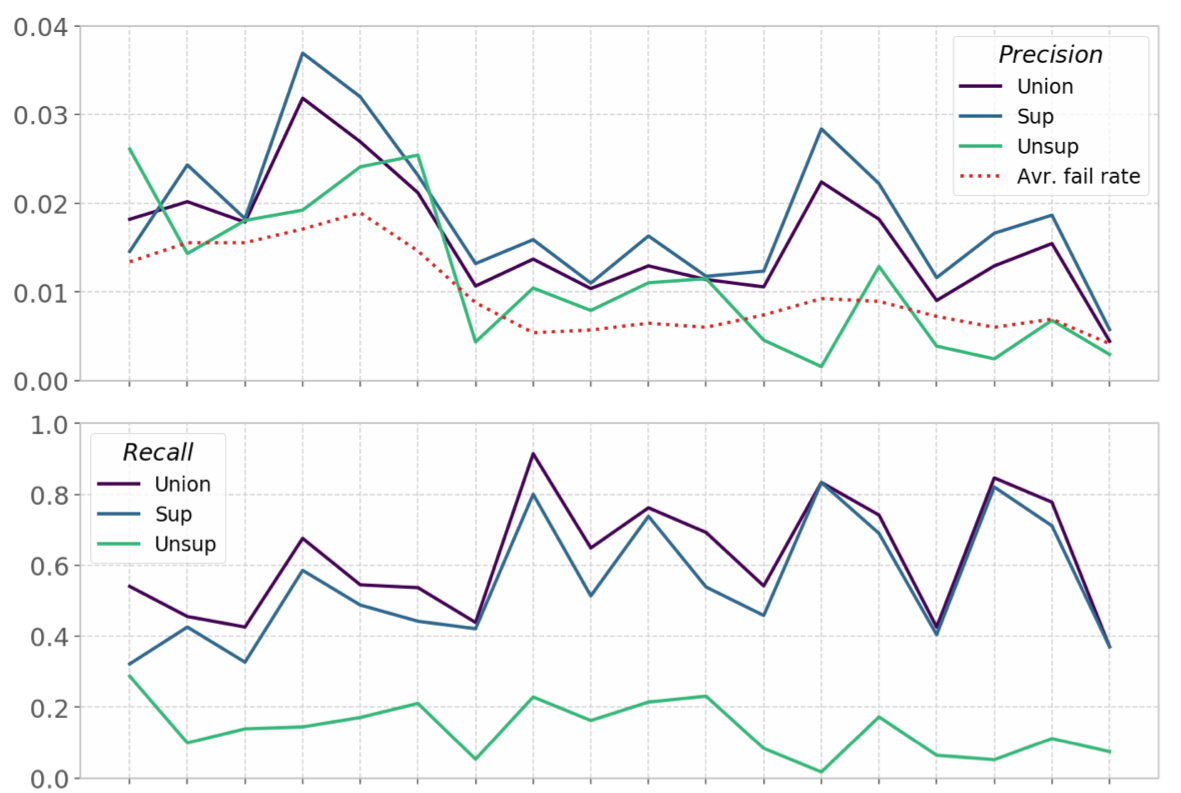 0.04
0.03
0.02
0.01
0.00
Precision
Union
Sup
Unsup
Avr. fail rate
1.0
0.8
0.6
0.4
0.2
0.0
Recall
Union
Sup
Unsup